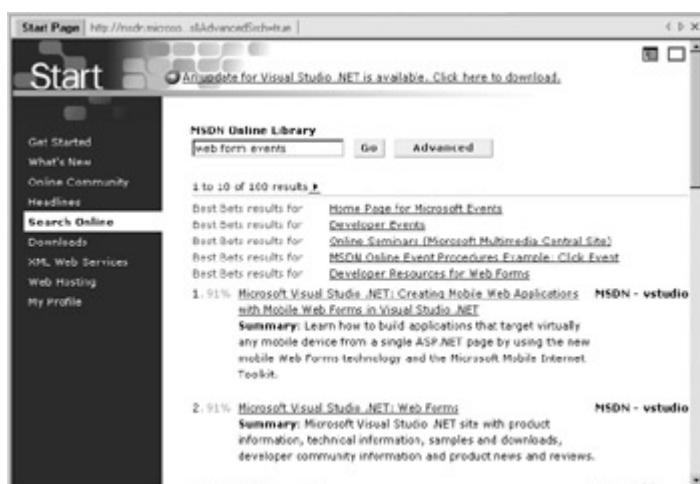 Start Page http://msdn.microso...s&AdvancedSrch=true
Start
An update for Visual Studio .NET is available. Click here to download.
Get Started
What's New
Online Community
Headlines
Search Online
Downloads
XML Web Services
Web Hosting
My Profile
MSDN Online Library
web form events Go Advanced
1 to 10 of 100 results
Best Bets results for Home Page for Microsoft Events
Best Bets results for Developer Events
Best Bets results for Online Seminars (Microsoft Multimedia Central Site)
Best Bets results for MSDN Online Event Procedures Example: Click Event
Best Bets results for Developer Resources for Web Forms
1. 91% Microsoft Visual Studio .NET: Creating Mobile Web Applications MSDN - vstudio
with Mobile Web Forms in Visual Studio .NET
Summary: Learn how to build applications that target virtually
any mobile device from a single ASP.NET page by using the new
mobile Web Forms technology and the Microsoft Mobile Internet
Toolkit.
2. 91% Microsoft Visual Studio .NET: Web Forms MSDN - vstudio
Summary: Microsoft Visual Studio .NET site with product
information, technical information, samples and downloads,
developer community information and product news and reviews.